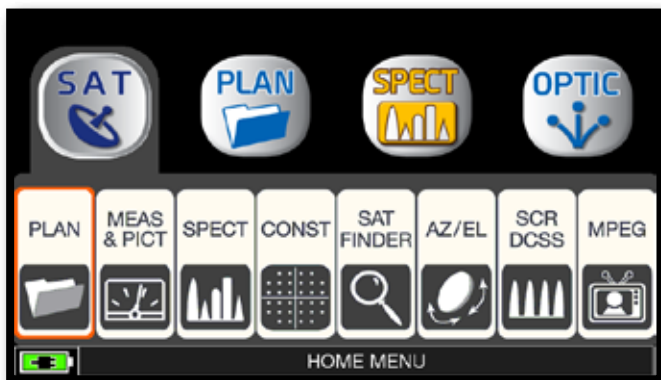 SAT
PLAN
SPECT
OPTIC
PLAN
MEAS
& PICT
SPECT
CONST
SAT
FINDER
AZ/EL
SCR
DCSS
MPEG
HOME MENU